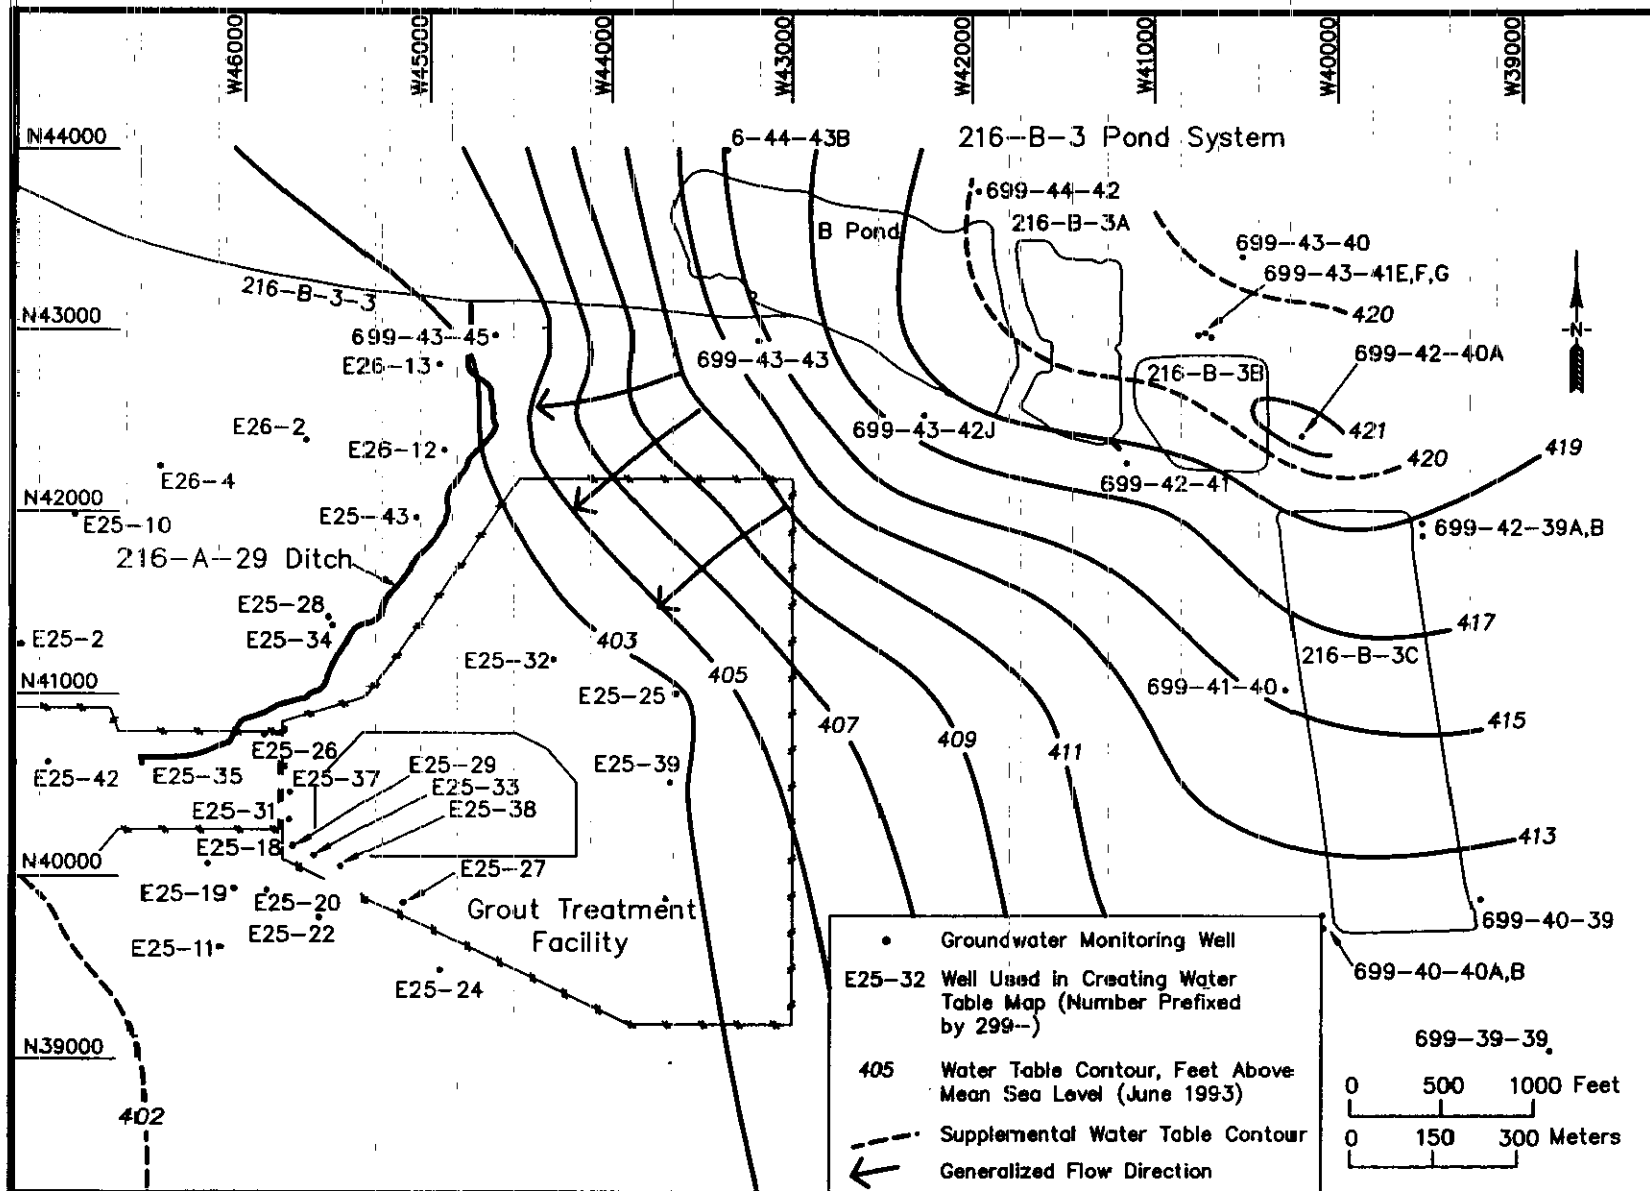 W46000
W45000
W44000
W43000
W42000
W41000
W40000
W39000
N44000
6-44-43B
216-B-3 Pond System
699-44-42
216-B-3A
B Pond
699-43-40
699-43-41E,F,G
216-B-3-3
N43000
420
-N-
699-43-45
699-43-43
699-42-40A
E26-13
216-B-3B
E26-2
699-43-42J
421
E26-12
420
419
E26-4
699-42-41
N42000
E25-10
E25-43
699-42-39A,B
216-A-29 Ditch
E25-28
E25-34
E25-2
403
417
E25-32
405
216-B-3C
N41000
E25-25
699-41-40
407
409
411
415
E25-26
E25-42
E25-35
E25-37
E25-29
E25-39
E25-33
E25-31
E25-38
413
E25-18
N40000
E25-27
E25-19
E25-20
Grout Treatment
Facility
699-40-39
E25-22
E25-11
Groundwater Monitoring Well
699-40-40A,B
E25-24
E25-32 Well Used in Creating Water
Table Map (Number Prefixed
by 299-)
N39000
699-39-39
405 Water Table Contour, Feet Above
Mean Sea Level (June 1993)
0 500 1000 Feet
402
Supplemental Water Table Contour
0 150 300 Meters
Generalized Flow Direction